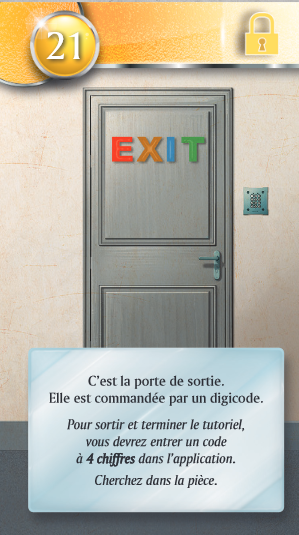 21
EXIT
C'est la porte de sortie.
Elle est commandée par un digicode.
Pour sortir et terminer le tutoriel,
vous devrez entrer un code
à 4 chiffres dans l'application.
Cherchez dans la pièce.